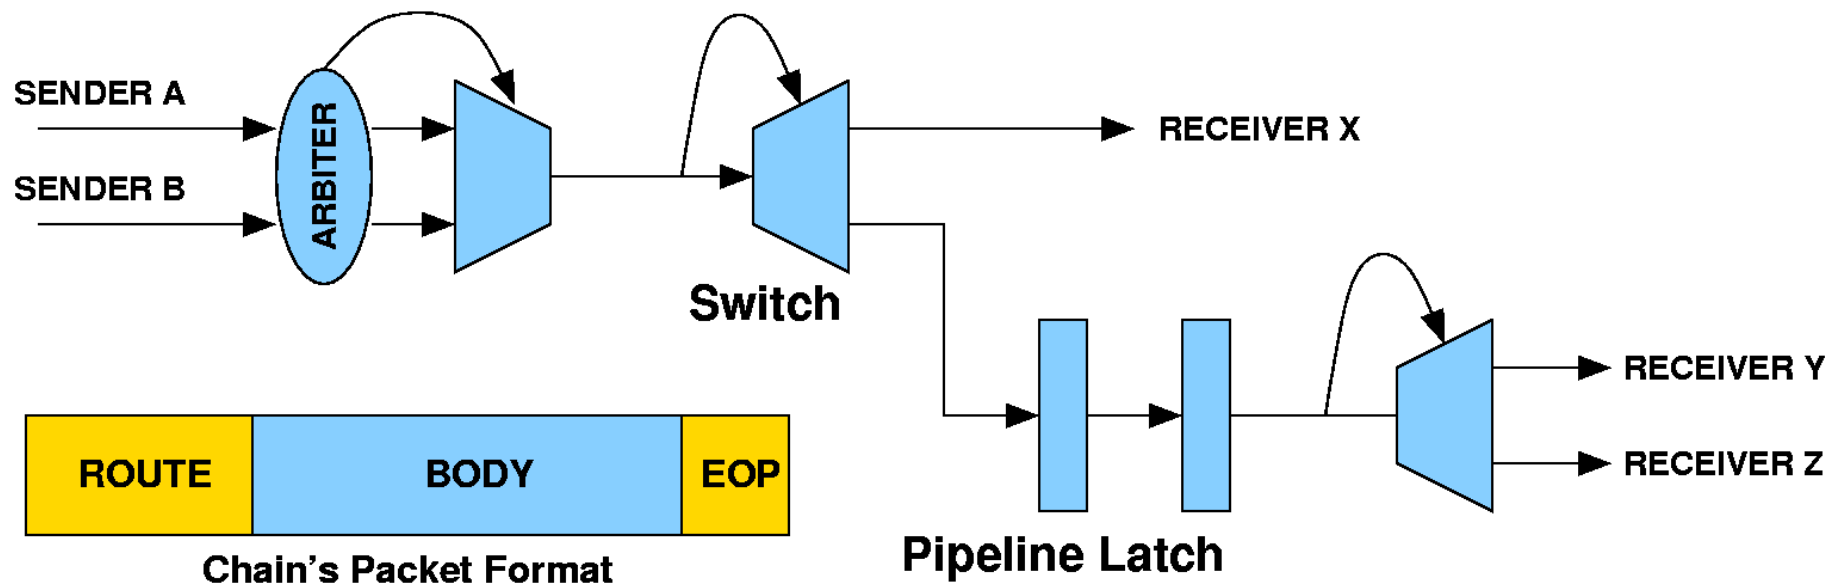 SENDER A
SENDER B
ARBITER
RECEIVER X
Switch
RECEIVER Y
RECEIVER Z
Pipeline Latch
ROUTE
BODY
EOP
Chain's Packet Format